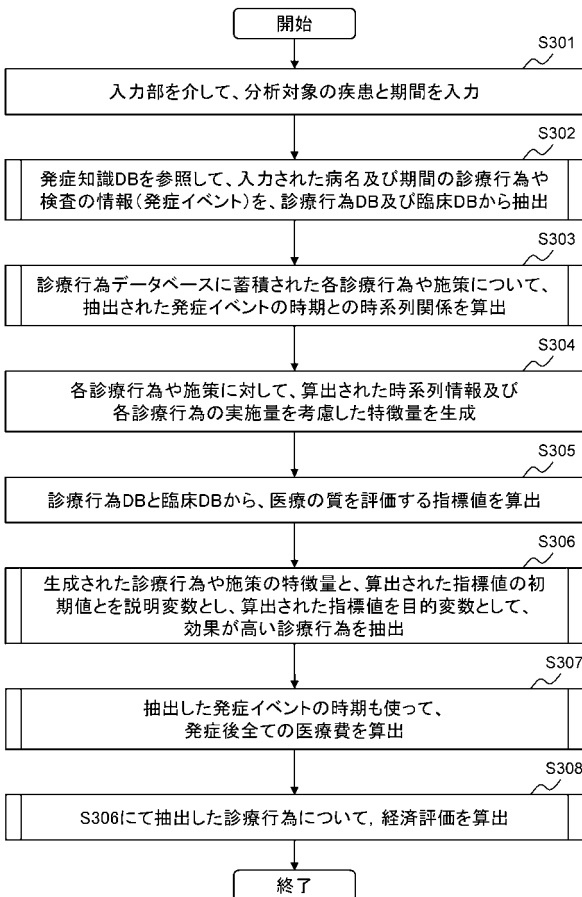 開始
S301
入力部を介して、分析対象の疾患と期間を入力
S302
発症知識DBを参照して、入力された病名及び期間の診療行為や
検査の情報(発症イベント)を、診療行為DB及び臨床DBから抽出
S303
診療行為データベースに蓄積された各診療行為や施策について、
抽出された発症イベントの時期との時系列関係を算出
S304
各診療行為や施策に対して、算出された時系列情報及び
各診療行為の実施量を考慮した特徴量を生成
S305
診療行為DBと臨床DBから、医療の質を評価する指標値を算出
S306
生成された診療行為や施策の特徴量と、算出された指標値の初
期値とを説明変数とし、算出された指標値を目的変数として、
効果が高い診療行為を抽出
S307
抽出した発症イベントの時期も使って、
発症後全ての医療費を算出
S308
S306にて抽出した診療行為について, 経済評価を算出
終了